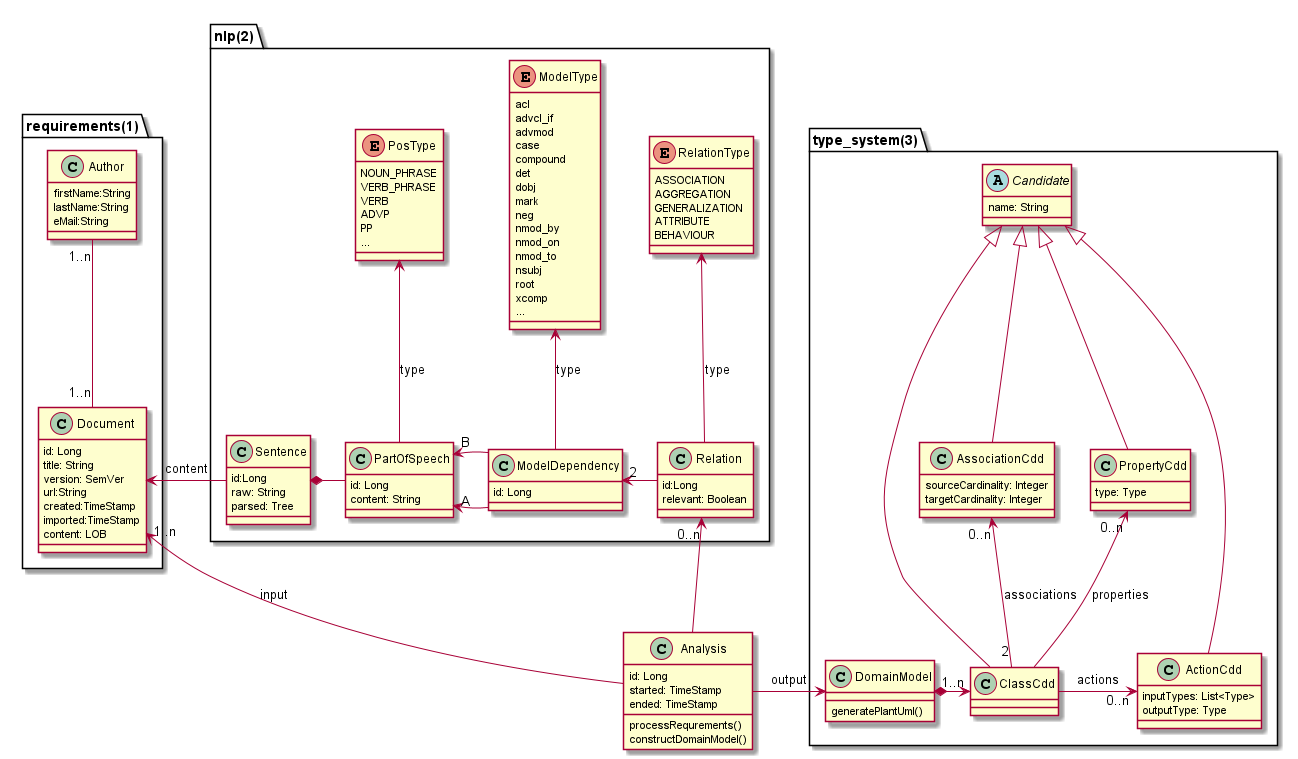 requirements(1)
C Author
firstName:String
lastName:String
eMail:String
1..n
1..n
C Document
id: Long
title: String
version: SemVer
url:String
created:TimeStamp
imported:TimeStamp
content: LOB
1..n
content
input
nlp(2)
E PosType
NOUN_PHRASE
VERB_PHRASE
VERB
ADVP
PP
...
type
E ModelType
acl
advcl_if
advmod
case
compound
det
dobj
mark
neg
nmod_by
nmod_on
nmod_to
nsubj
root
xcomp
...
type
E RelationType
ASSOCIATION
AGGREGATION
GENERALIZATION
ATTRIBUTE
BEHAVIOUR
type
C Sentence
id:Long
raw: String
parsed: Tree
C PartOfSpeech
id: Long
content: String
B
A
C ModelDependency
id: Long
2
C Relation
id:Long
relevant: Boolean
0..n
C Analysis
id: Long
started: TimeStamp
ended: TimeStamp
processRequrements()
constructDomainModel()
output
type_system(3)
A Candidate
name: String
C AssociationCdd
sourceCardinality: Integer
targetCardinality: Integer
0..n
C PropertyCdd
type: Type
0..n
associations
properties
2
C DomainModel
generatePlantUml()
1..n
C ClassCdd
actions
0..n
C ActionCdd
inputTypes: List<Type>
outputType: Type